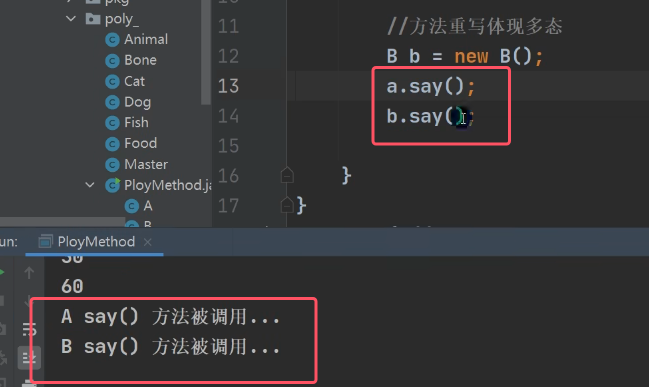 poly_
Animal
Bone
Cat
Dog
Fish
Food
Master
PloyMethod.ja
A
B
11 //方法重写体现多态
12 B b = new B();
13 a.say();
14 b.say();
15
16 }
17 }
un: PloyMethod ×
60
A say() 方法被调用...
B say() 方法被调用...